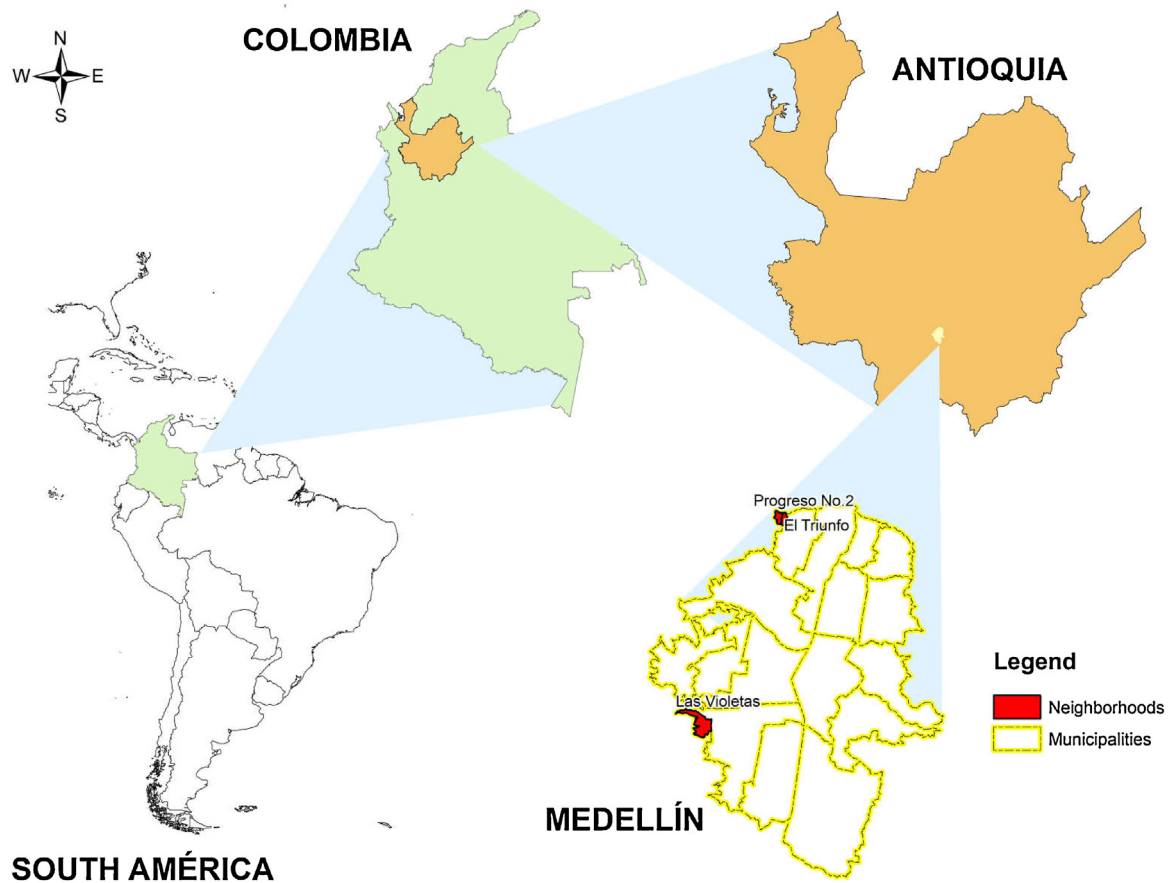 COLOMBIA
ANTIOQUIA
N
W
E
S
Progreso No.2
El Triunfo
Las Violetas
Legend
Neighborhoods
Municipalities
MEDELLÍN
SOUTH AMÉRICA